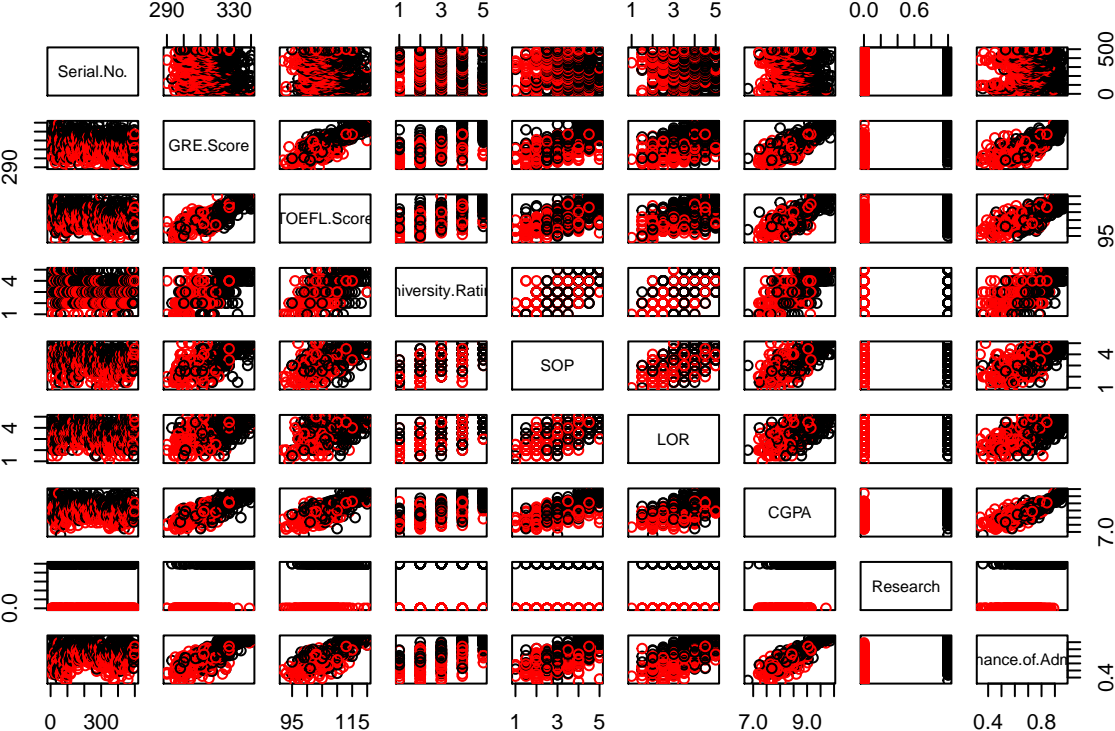 290 330 1 3 5 1 3 5 0.0 0.6
Serial.No.
0 500
290
GRE.Score
TOEFL.Score
95
1 4
niversity.Ratin
SOP
1 4
1 4
LOR
CGPA
7.0
0.0
Research
hance.of.Adm
0.4
0 300 95 115 1 3 5 7.0 9.0 0.4 0.8